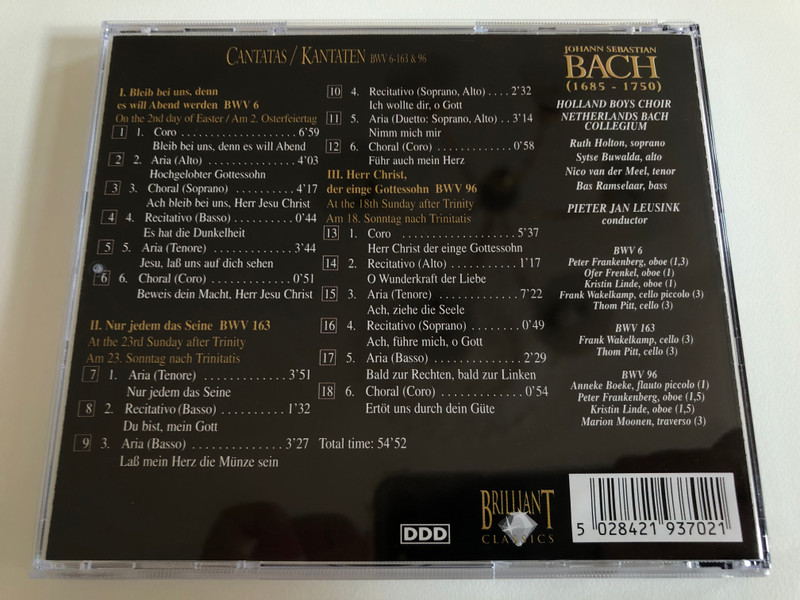 CANTATAS / KANTATEN BWV 6-163 & 96
I. Bleib bei uns, denn
es will Abend werden BWV 6
On the 2nd day of Easter / Am 2. Osterfeiertag
1 1. Coro 6'59
Bleib bei uns, denn es will Abend
2 2. Aria (Alto) 4'03
Hochgelobter Gottessohn
3 3. Choral (Soprano) 4'17
Ach bleib bei uns, Herr Jesu Christ
4 4. Recitativo (Basso) 0'44
Es hat die Dunkelheit
5 5. Aria (Tenore) 3'44
Jesu, laß uns auf dich sehen
6 6. Choral (Coro) 0'51
Beweis dein Macht, Herr Jesu Christ
II. Nur jedem das Seine BWV 163
At the 23rd Sunday after Trinity
Am 23. Sonntag nach Trinitatis
7 1. Aria (Tenore) 3'51
Nur jedem das Seine
8 2. Recitativo (Basso) 1'32
Du bist, mein Gott
9 3. Aria (Basso) 3'27
Laß mein Herz die Münze sein
10 4. Recitativo (Soprano, Alto) 2'32
Ich wollte dir, o Gott
11 5. Aria (Duetto: Soprano, Alto) 3'14
Nimm mich mir
12 6. Choral (Coro) 0'58
Führ auch mein Herz
III. Herr Christ,
der einge Gottessohn BWV 96
At the 18th Sunday after Trinity
Am 18. Sonntag nach Trinitatis
13 1. Coro 5'37
Herr Christ der einge Gottessohn
14 2. Recitativo (Alto) 1'17
O Wunderkraft der Liebe
15 3. Aria (Tenore) 7'22
Ach, ziehe die Seele
16 4. Recitativo (Soprano) 0'49
Ach, führe mich, o Gott
17 5. Aria (Basso) 2'29
Bald zur Rechten, bald zur Linken
18 6. Choral (Coro) 0'54
Ertöt uns durch dein Güte
Total time: 54'52
JOHANN SEBASTIAN
BACH
(1685 - 1750)
HOLLAND BOYS CHOIR
NETHERLANDS BACH
COLLEGIUM
Ruth Holton, soprano
Sytse Buwalda, alto
Nico van der Meel, tenor
Bas Ramselaar, bass
PIETER JAN LEUSINK
conductor
BWV 6
Peter Frankenberg, oboe (1,3)
Ofer Frenkel, oboe (1)
Kristin Linde, oboe (1)
Frank Wakelkamp, cello piccolo (3)
Thom Pitt, cello (3)
BWV 163
Frank Wakelkamp, cello (3)
Thom Pitt, cello (3)
BWV 96
Anneke Boeke, flauto piccolo (1)
Peter Frankenberg, oboe (1,5)
Kristin Linde, oboe (1,5)
Marion Moonen, traverso (3)
DDD
BRILLIANT
CLASSICS
5 028421 937021